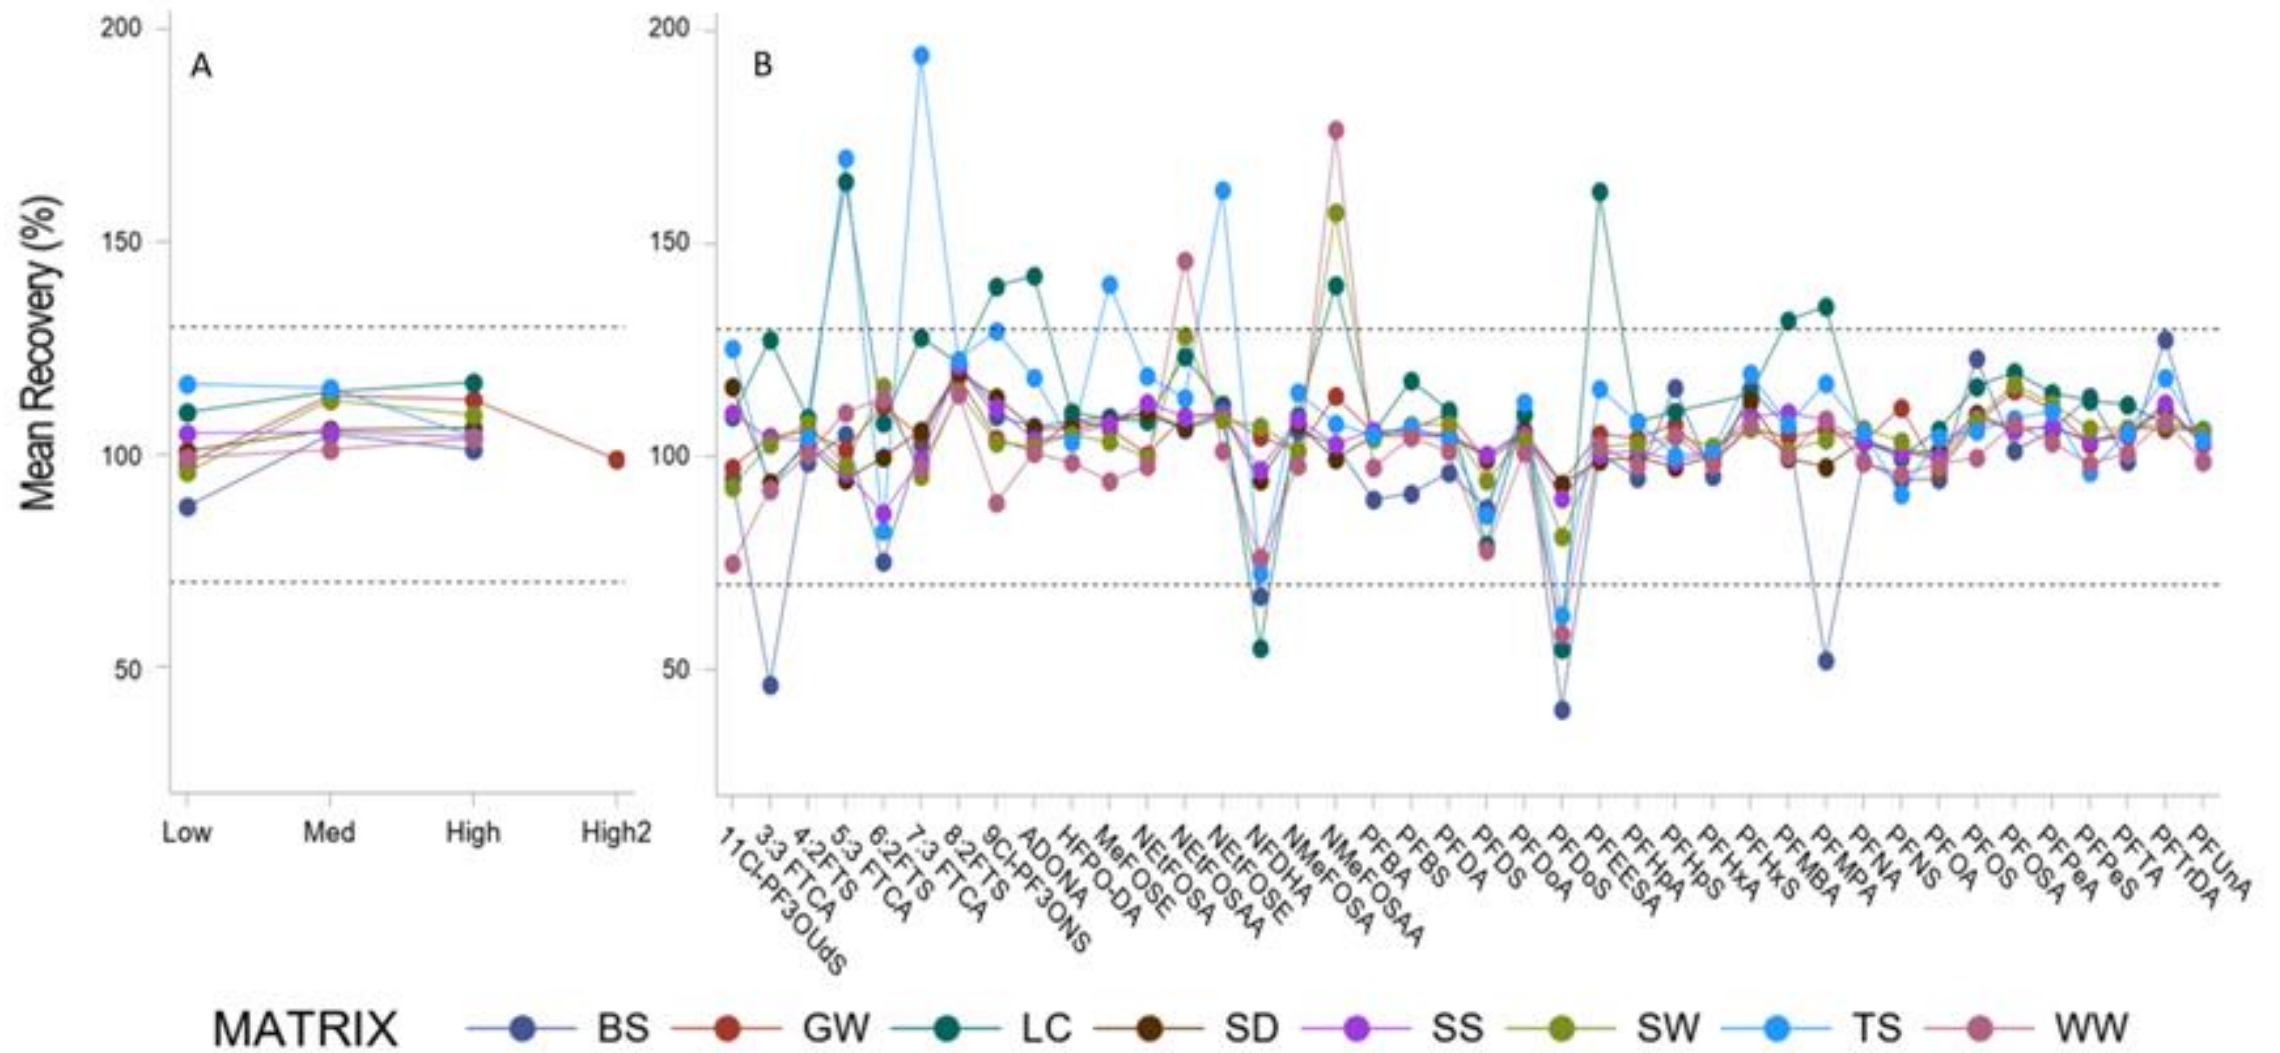 A
B
Mean Recovery (%)
200
150
100
50
Low Med High High2
200
150
100
50
11Cl-PF3OUdS
3:3 FTCA
4:2FTS
5:3 FTCA
6:2FTS
7:3 FTCA
8:2FTS
9Cl-PF3ONS
ADONA
HFPO-DA
MeFOSE
NEtFOSA
NEtFOSAA
NEtFOSE
NFDHA
NMeFOSA
NMeFOSAA
PFBA
PFBS
PFDA
PFDS
PFDoA
PFDoS
PFEESA
PFHpA
PFHpS
PFHxA
PFHxS
PFMBA
PFMPA
PFNA
PFNS
PFOA
PFOS
PFOSA
PFPeA
PFPeS
PFTA
PFTrDA
PFUnA
MATRIX BS GW LC SD SS SW TS WW